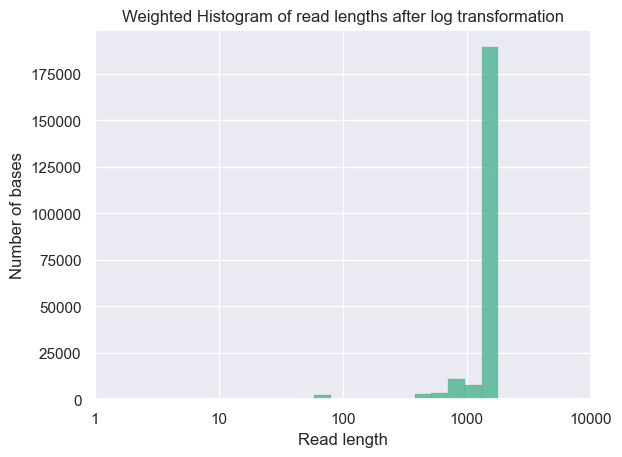 Weighted Histogram of read lengths after log transformation
175000
150000
125000
100000
75000
50000
25000
0
Number of bases
1 10 100 1000 10000
Read length